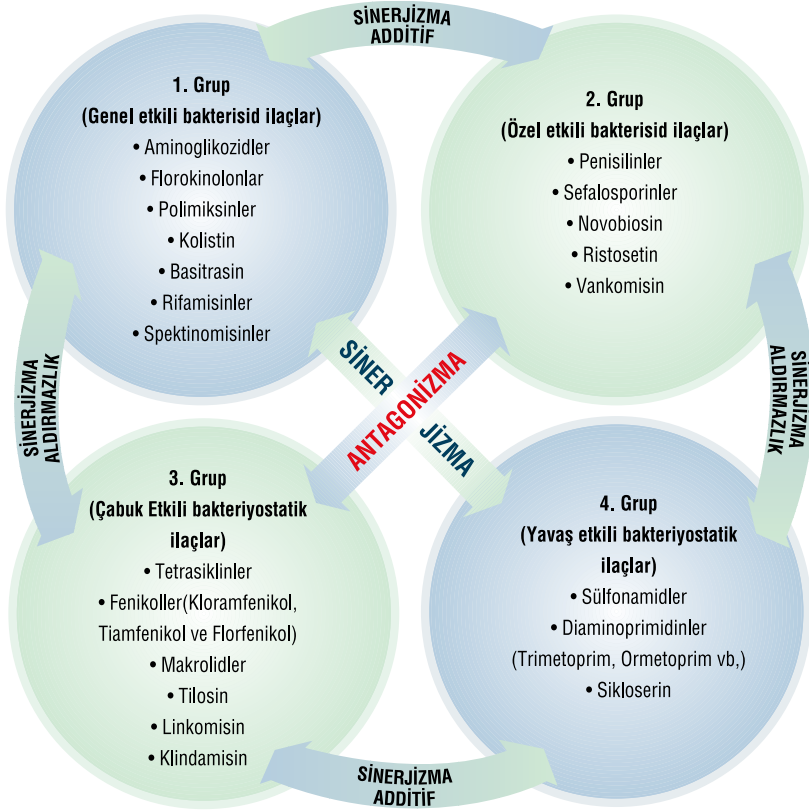 SİNERJİZMA
ADDİTİF
1. Grup
(Genel etkili bakterisid ilaçlar)
• Aminoglikozidler
• Florokinolonlar
• Polimiksinler
• Kolistin
• Basitrasin
• Rifamisinler
• Spektinomisinler
2. Grup
(Özel etkili bakterisid ilaçlar)
• Penisilinler
• Sefalosporinler
• Novobiosin
• Ristosetin
• Vankomisin
SİNERJİZMA
ALDIRMAZLIK
SİNER
JİZMA
ANTAGONİZMA
SİNERJİZMA
ALDIRMAZLIK
3. Grup
(Çabuk Etkili bakteriyostatik
ilaçlar)
• Tetrasiklinler
• Fenikoller(Kloramfenikol,
Tiamfenikol ve Florfenikol)
• Makrolidler
• Tilosin
• Linkomisin
• Klindamisin
4. Grup
(Yavaş etkili bakteriyostatik
ilaçlar)
• Sülfonamidler
• Diaminoprimidinler
(Trimetoprim, Ormetoprim vb,)
• Sikloserin
SİNERJİZMA
ADDİTİF